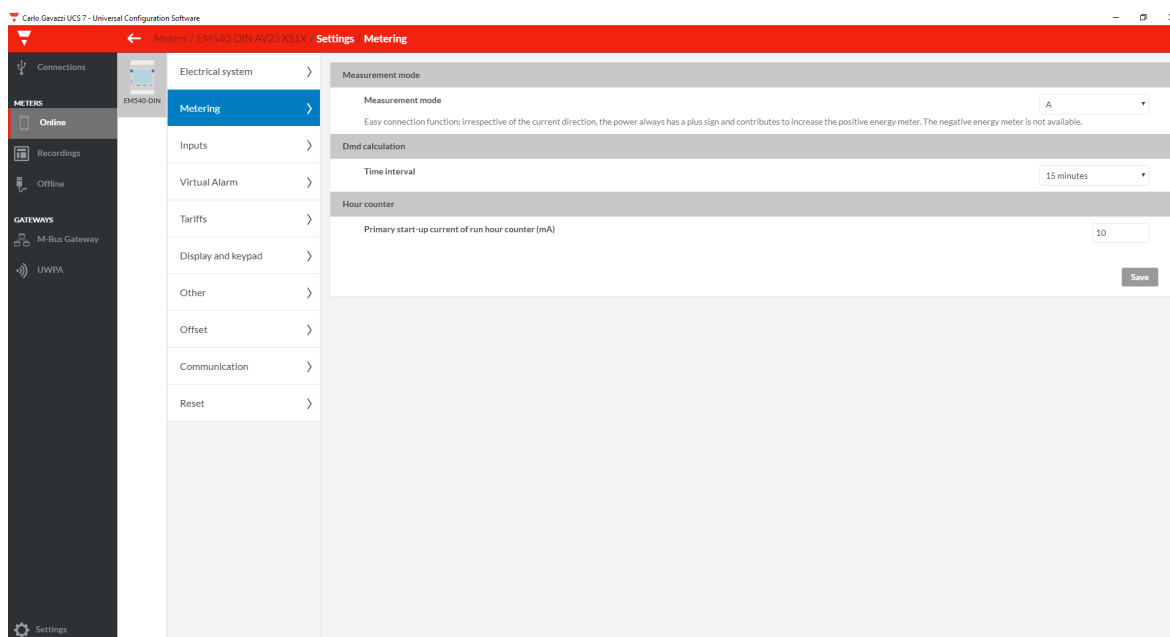 Carlo Gavazzi UCS 7 - Universal Configuration Software
Meters / EM540-DIN AV23 XS1X / Settings / Metering
Connections
METERS
Online
Recordings
Offline
GATEWAYS
M-Bus Gateway
UWPA
Settings
EM540-DIN
Electrical system
Metering
Inputs
Virtual Alarm
Tariffs
Display and keypad
Other
Offset
Communication
Reset
Measurement mode
Measurement mode
A
Easy connection function: irrespective of the current direction, the power always has a plus sign and contributes to increase the positive energy meter. The negative energy meter is not available.
Dmd calculation
Time interval
15 minutes
Hour counter
Primary start-up current of run hour counter (mA)
10
Save